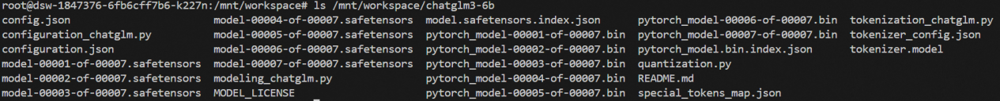 root@dsw-1847376-6fb6cff7b6-k227n:/mnt/workspace# ls /mnt/workspace/chatglm3-6b
config.json model-00004-of-00007.safetensors model.safetensors.index.json pytorch_model-00006-of-00007.bin tokenization_chatglm.py
configuration_chatglm.py model-00005-of-00007.safetensors pytorch_model-00001-of-00007.bin pytorch_model-00007-of-00007.bin tokenizer_config.json
configuration.json model-00006-of-00007.safetensors pytorch_model-00002-of-00007.bin pytorch_model.bin.index.json tokenizer.model
model-00001-of-00007.safetensors model-00007-of-00007.safetensors pytorch_model-00003-of-00007.bin quantization.py
model-00002-of-00007.safetensors modeling_chatglm.py pytorch_model-00004-of-00007.bin README.md
model-00003-of-00007.safetensors MODEL_LICENSE pytorch_model-00005-of-00007.bin special_tokens_map.json